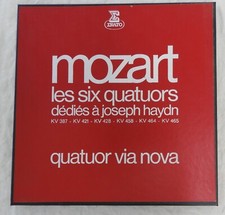 ERATO
mozart
les six quatuors
dédiés à joseph haydn
KV 387 - KV 421 - KV 428 - KV 458 - KV 464 - KV 465
quatuor via nova